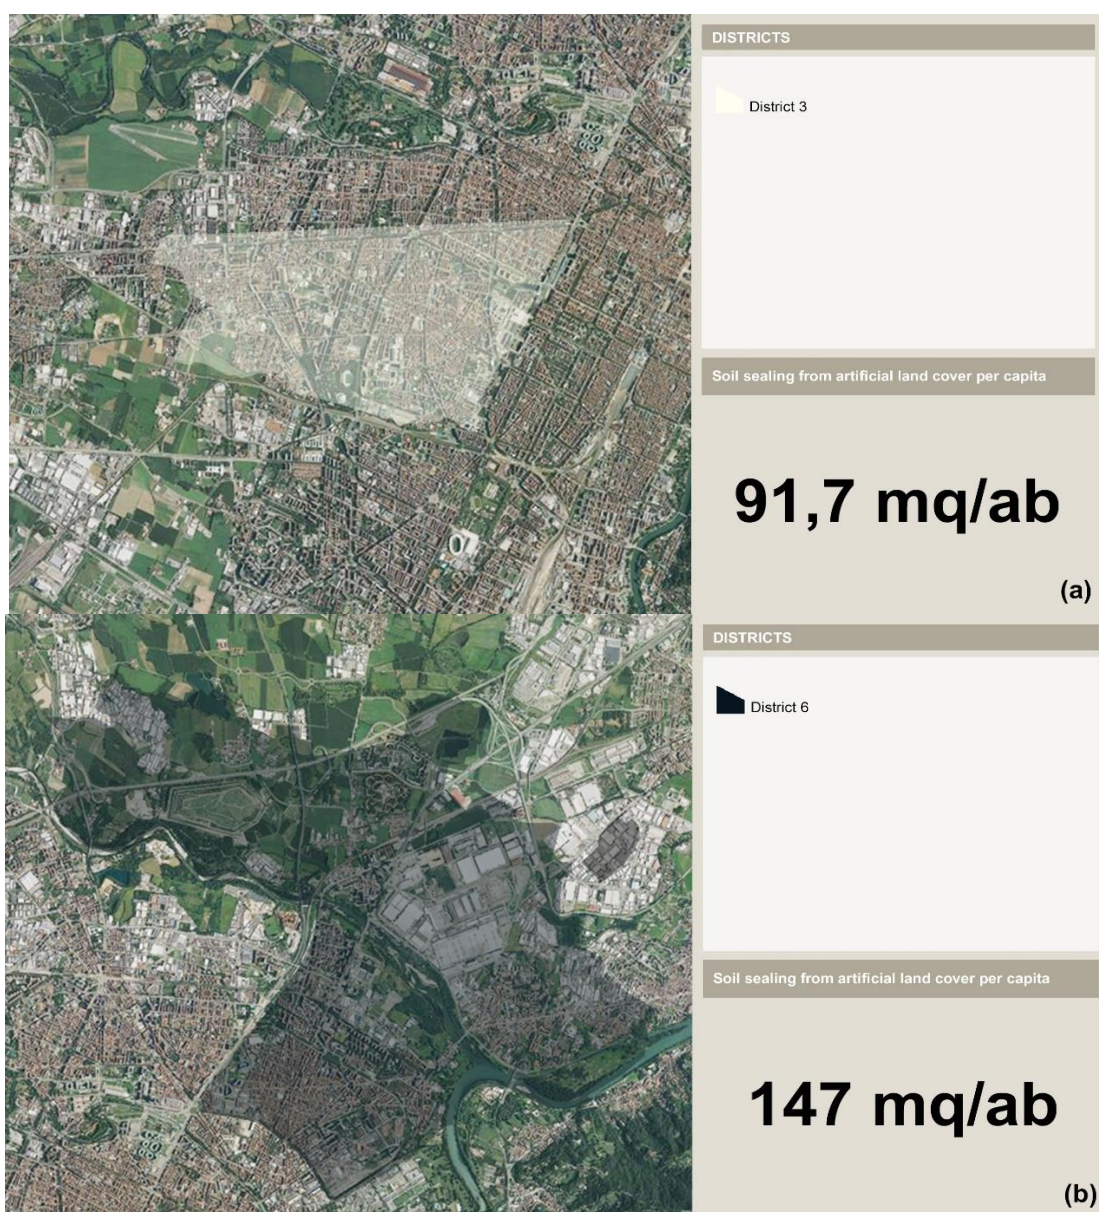 DISTRICTS
District 3
Soil sealing from artificial land cover per capita
91,7 mq/ab
(a)
DISTRICTS
District 6
Soil sealing from artificial land cover per capita
147 mq/ab
(b)